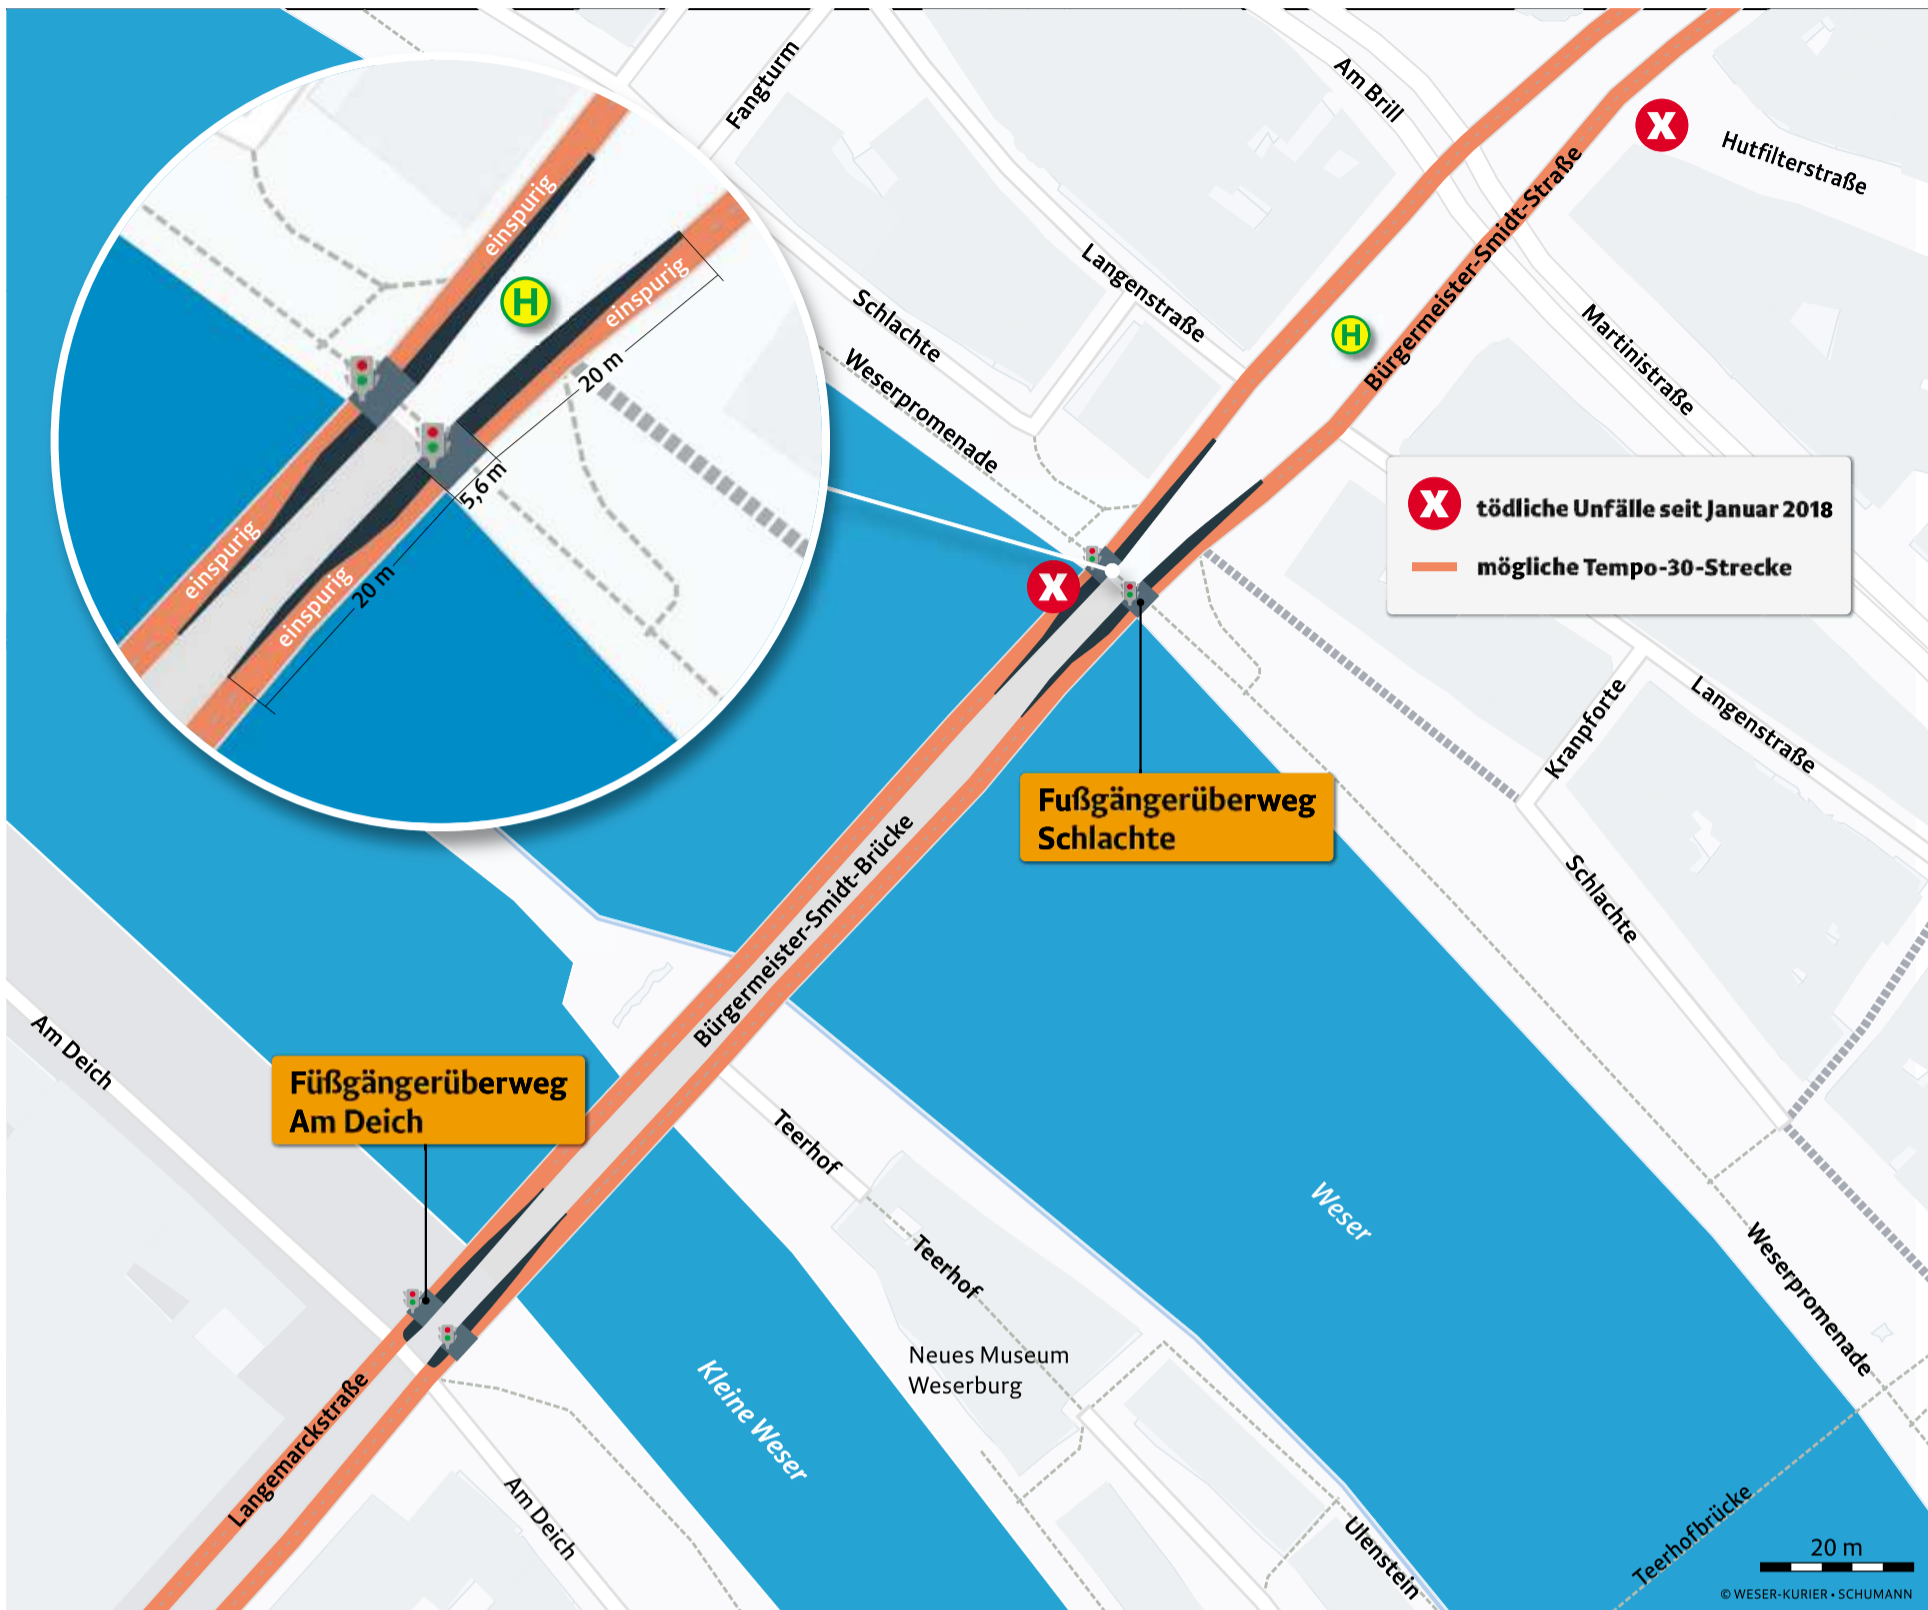 Fangturm
Am Brill
X
Hutfilterstraße
einspurig
einspurig
H
20 m
5,6 m
einspurig
einspurig
20 m
Schlachte
Langenstraße
Weserpromenade
H
Bürgermeister-Smidt-Straße
Martinistraße
X tödliche Unfälle seit Januar 2018
mögliche Tempo-30-Strecke
X
Kranpforte
Langenstraße
Fußgängerüberweg
Schlachte
Schlachte
Bürgermeister-Smidt-Brücke
Am Deich
Füßgängerüberweg
Am Deich
Teerhof
Teerhof
Weser
Weserpromenade
Neues Museum
Weserburg
Kleine Weser
Langemarckstraße
Am Deich
Ulenstein
Teerhofbrücke
20 m
© WESER-KURIER • SCHUMANN